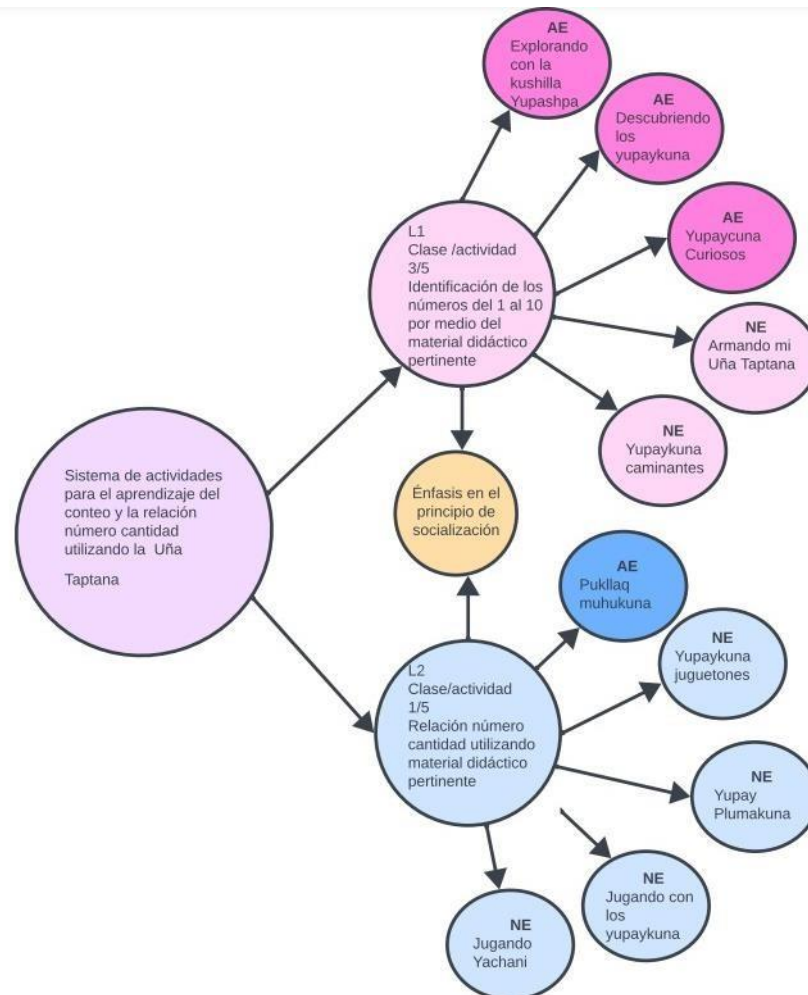 AE
Explorando
con la
kushilla
Yupashpa
AE
Descubriendo
los
yupaykuna
AE
Yupaycuna
Curiosos
L1
Clase /actividad
3/5
Identificación de los
números del 1 al 10
por medio del
material didáctico
pertinente
NE
Armando mi
Uña Taptana
NE
Yupaykuna
caminantes
Sistema de actividades
para el aprendizaje del
conteo y la relación
número cantidad
utilizando la Uña
Taptana
Énfasis en el
principio de
socialización
AE
Pukllaq
muhukuna
NE
Yupaykuna
juguetones
L2
Clase/actividad
1/5
Relación número
cantidad utilizando
material didáctico
pertinente
NE
Yupay
Plumakuna
NE
Jugando con
los
yupaykuna
NE
Jugando
Yachani